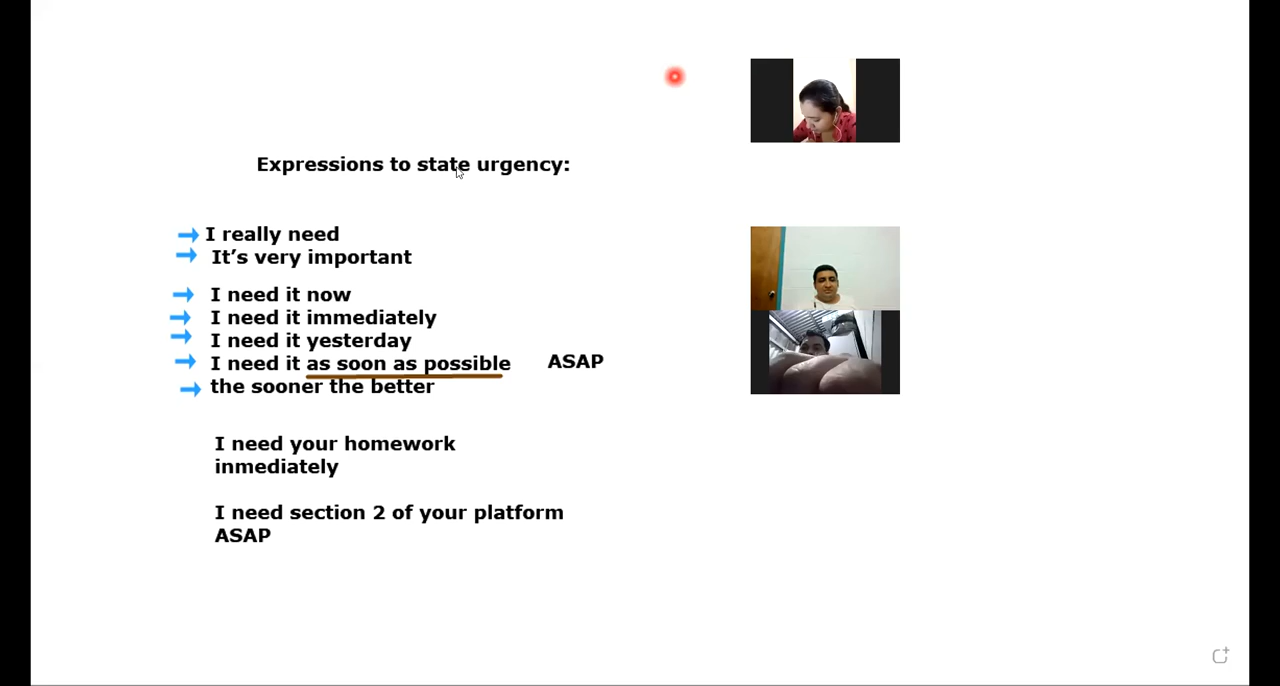 Expressions to state urgency:
I really need
It’s very important
I need it now
I need it immediately
I need it yesterday
I need it as soon as possible ASAP
the sooner the better
I need your homework
inmediately
I need section 2 of your platform
ASAP